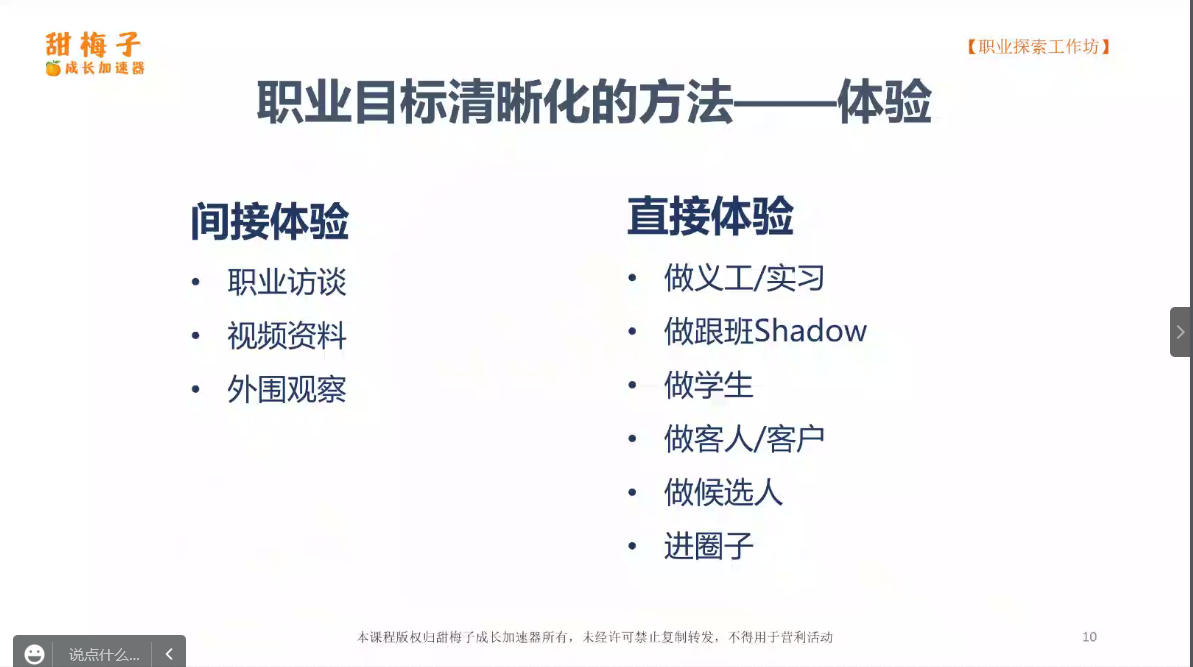 甜梅子
成长加速器
【职业探索工作坊】
职业目标清晰化的方法——体验
间接体验
• 职业访谈
• 视频资料
• 外围观察
直接体验
• 做义工/实习
• 做跟班Shadow
• 做学生
• 做客人/客户
• 做候选人
• 进圈子
本课程版权归甜梅子成长加速器所有，未经许可禁止复制转发，不得用于营利活动
10
说点什么...